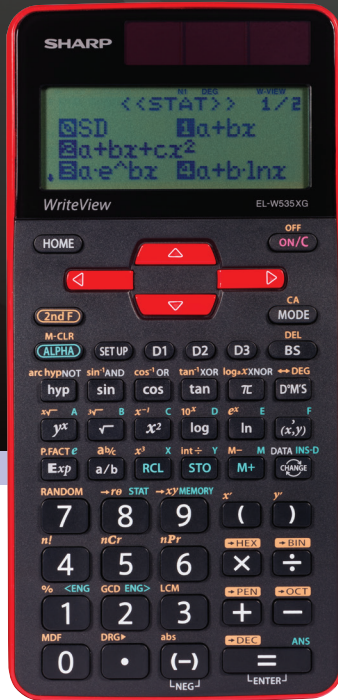 SHARP
N1 DEG W-VIEW
<<STAT>> 1/2
0SD 1a+bx
2a+bx+cx²
3a·e^bx 4a+b·lnx
WriteView EL-W535XG
OFF
HOME ON/C
CA
2nd F MODE
M-CLR DEL
ALPHA SET UP D1 D2 D3 BS
arc hyp NOT sin⁻¹ AND cos⁻¹ OR tan⁻¹ XOR logₐx XNOR ↔DEG
hyp sin cos tan π D°M'S
ˣ√ A ³√ B x⁻¹ C 10ˣ D eˣ E F
yˣ √ x² log ln (x,y)
P.FACT e ab/c x³ X int÷ Y M− M DATA INS-D
Exp a/b RCL STO M+ CHANGE
RANDOM →rθ STAT →xy MEMORY x' y'
7 8 9 ( )
n! nCr nPr →HEX →BIN
4 5 6 × ÷
% <ENG GCD ENG> LCM →PEN →OCT
1 2 3 + −
MDF DRG▸ abs →DEC ANS
0 • (−) =
NEG ENTER